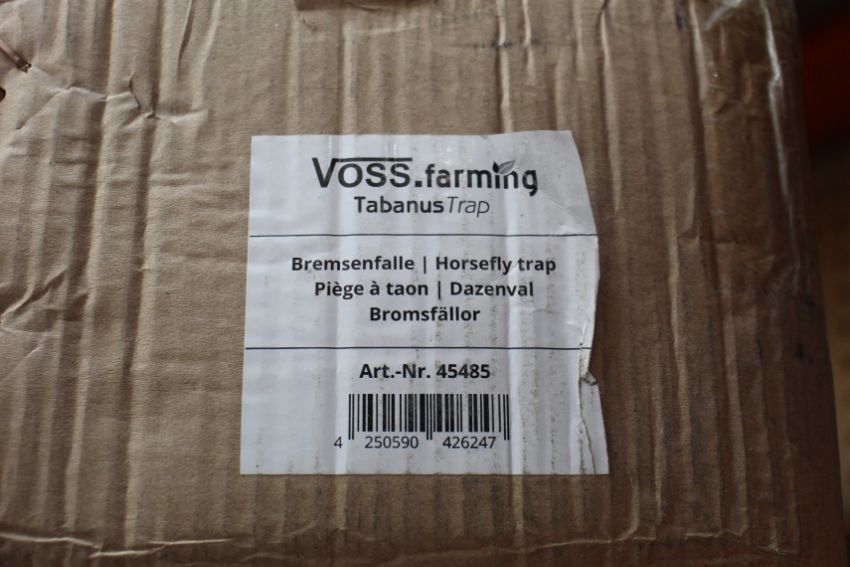 VOSS.farming
TabanusTrap
Bremsenfalle | Horsefly trap
Piège à taon | Dazenval
Bromsfällor
Art.-Nr. 45485
4 250590 426247